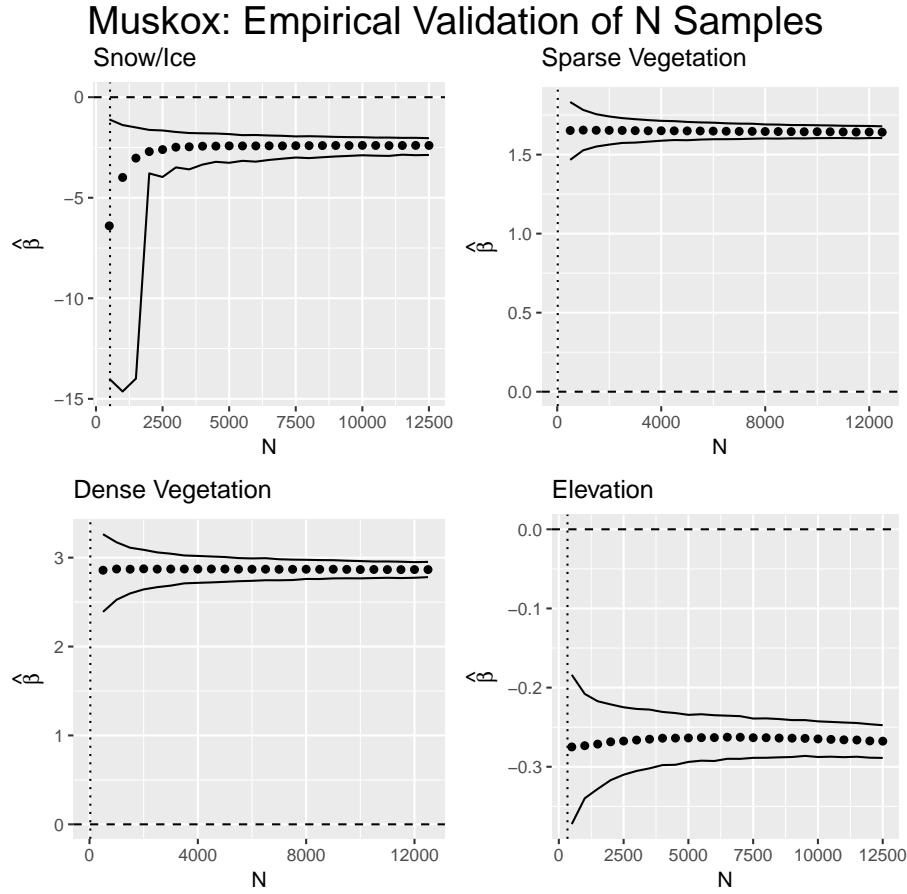 Muskox: Empirical Validation of N Samples
Snow/Ice
0
−5
−10
−15
β̂
0
2500
5000
7500
10000
12500
N
Sparse Vegetation
1.5
1.0
0.5
0.0
β̂
0
4000
8000
12000
N
Dense Vegetation
3
2
1
0
β̂
0
4000
8000
12000
N
Elevation
0.0
−0.1
−0.2
−0.3
β̂
0
2500
5000
7500
10000
12500
N